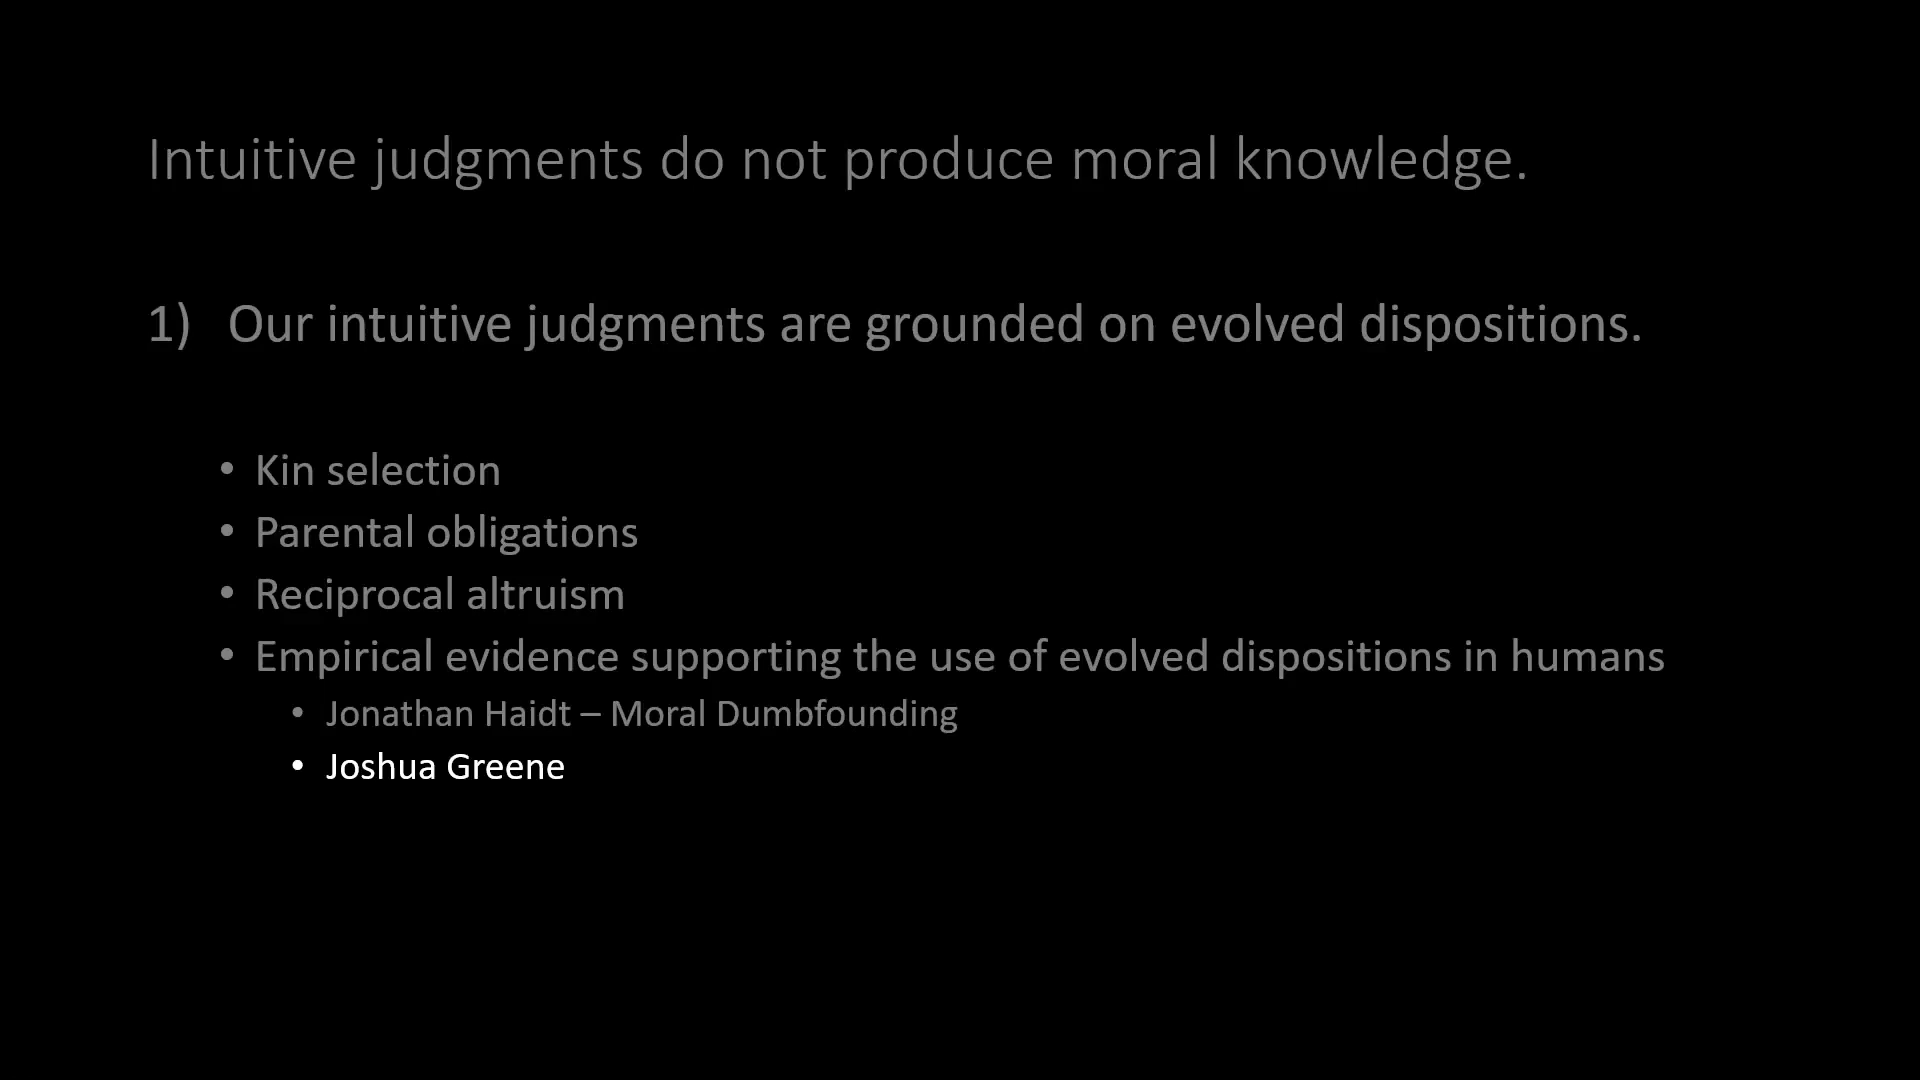 Intuitive judgments do not produce moral knowledge.
1) Our intuitive judgments are grounded on evolved dispositions.
• Kin selection
• Parental obligations
• Reciprocal altruism
• Empirical evidence supporting the use of evolved dispositions in humans
• Jonathan Haidt – Moral Dumbfounding
• Joshua Greene